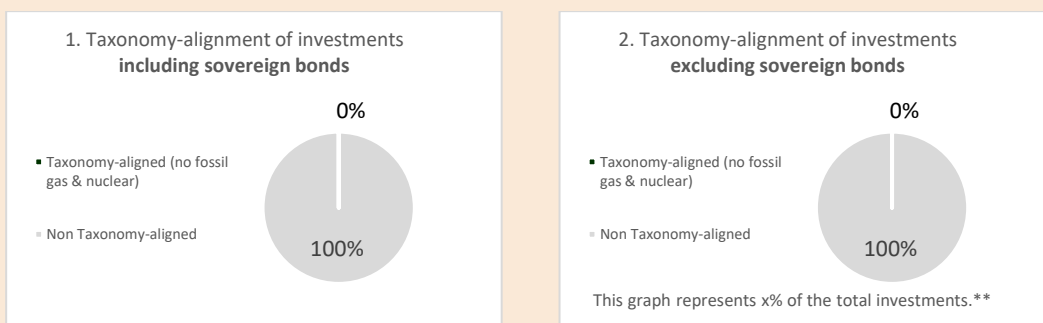 1. Taxonomy-alignment of investments
including sovereign bonds
0%
Taxonomy-aligned (no fossil
gas & nuclear)
Non Taxonomy-aligned
100%
2. Taxonomy-alignment of investments
excluding sovereign bonds
0%
Taxonomy-aligned (no fossil
gas & nuclear)
Non Taxonomy-aligned
100%
This graph represents x% of the total investments.**